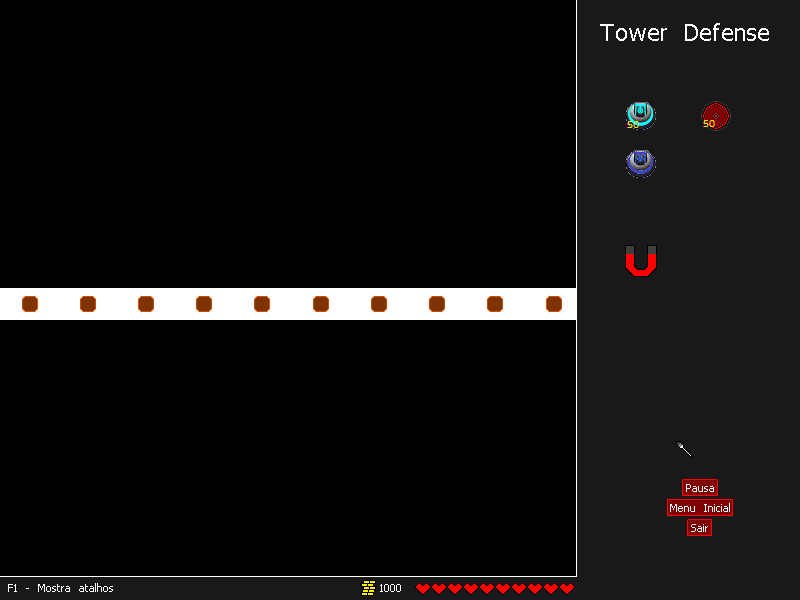 Tower Defense
50
50
Pausa
Menu Inicial
Sair
F1 - Mostra atalhos
1000